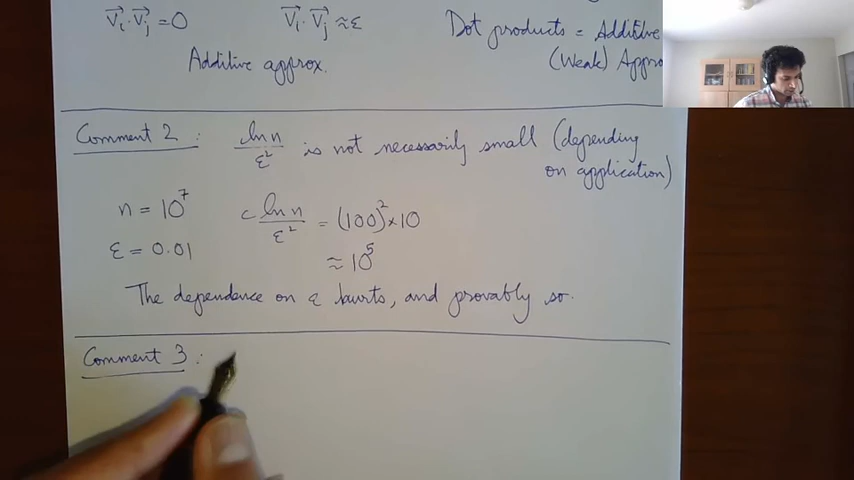 V⃗ᵢ·V⃗ⱼ = 0 V⃗ᵢ·V⃗ⱼ ≈ ε Dot products = Additive
Additive approx. (Weak) Appro
Comment 2 : c ln n / ε² is not necessarily small (depending
on application)
n = 10⁷ c ln n / ε² = (100)² × 10
ε = 0.01 ≈ 10⁵
The dependence on ε hurts, and provably so.
Comment 3 :